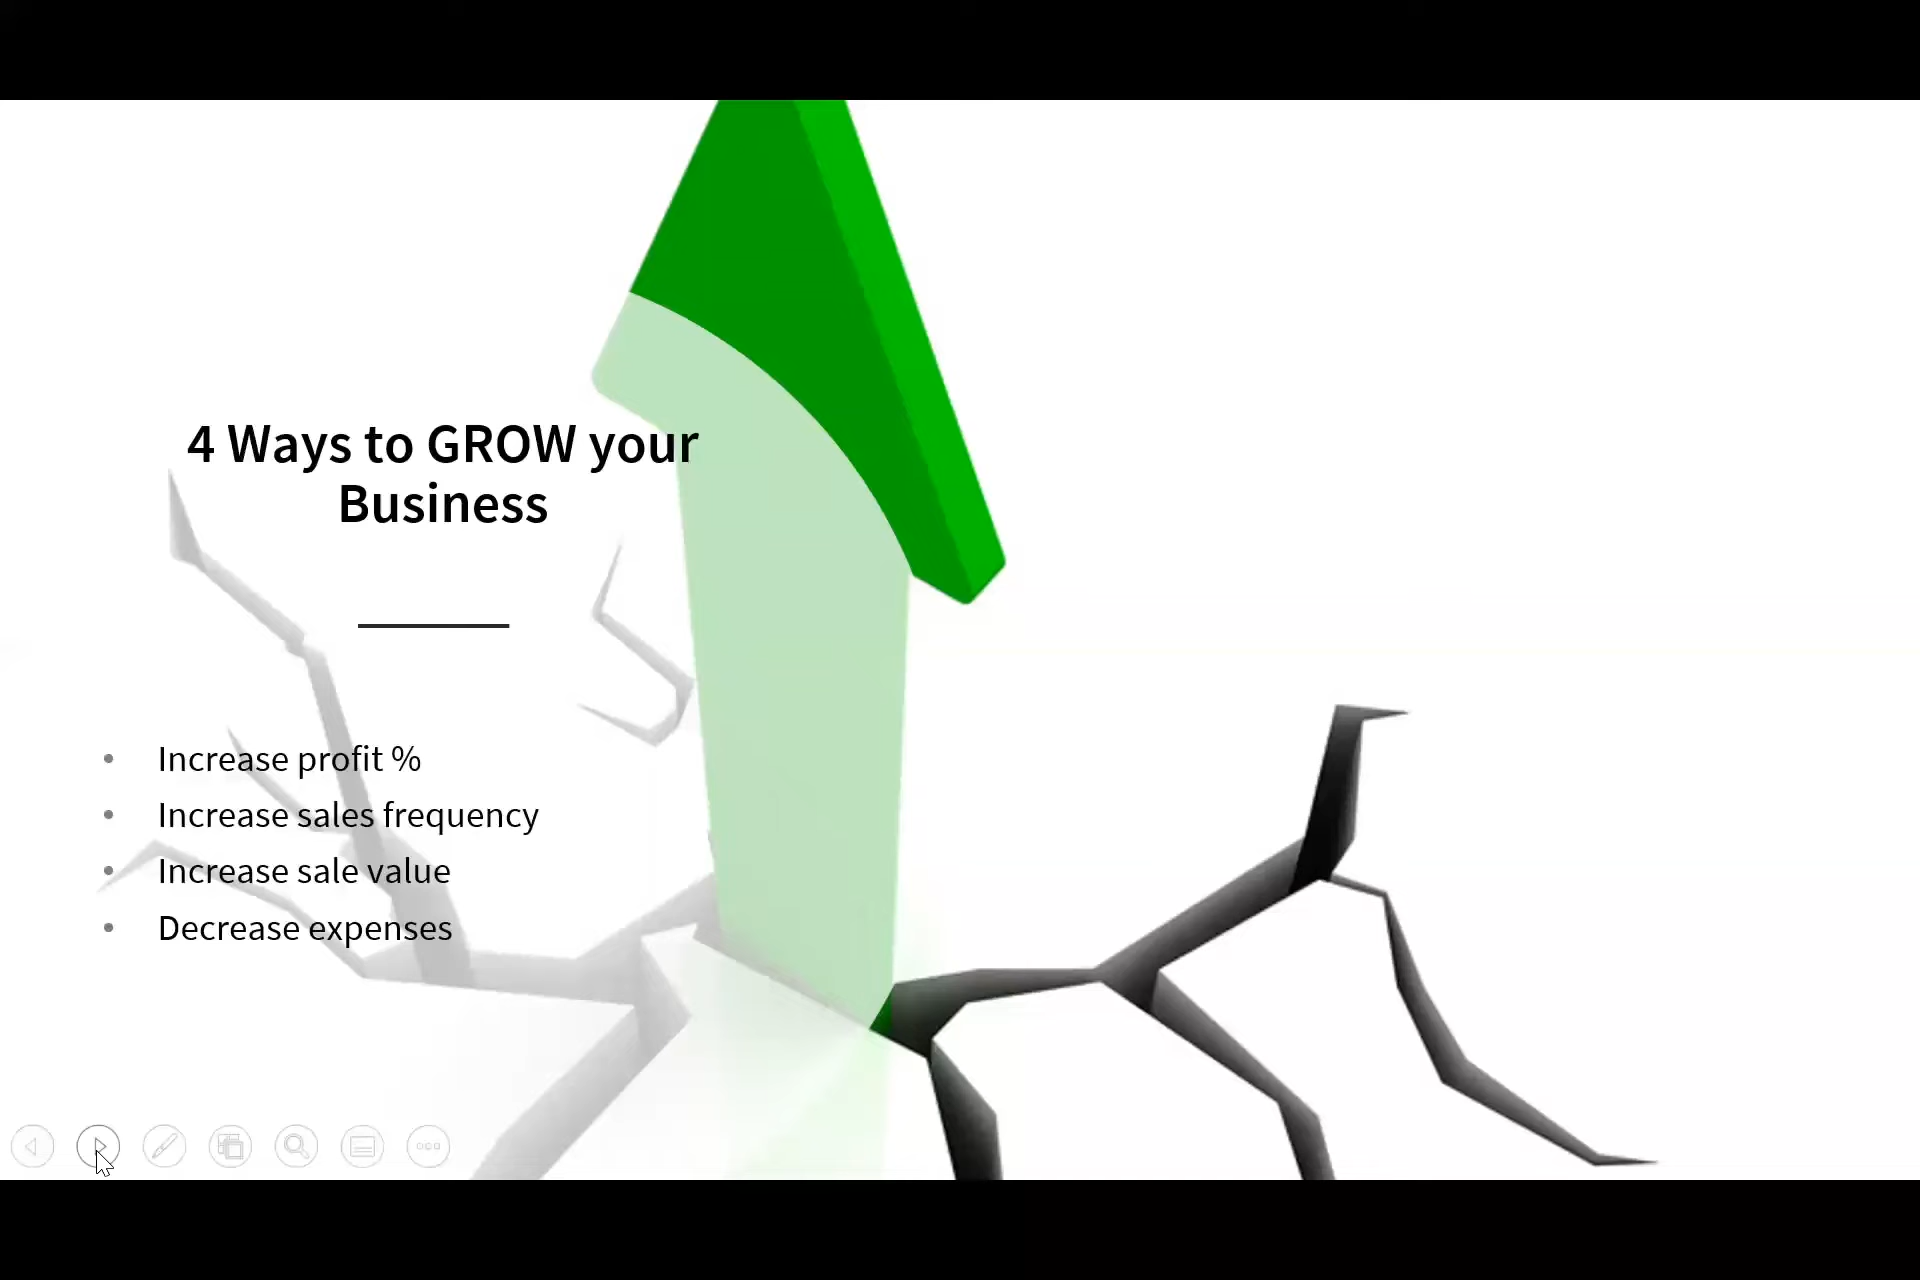 4 Ways to GROW your
Business
• Increase profit %
• Increase sales frequency
• Increase sale value
• Decrease expenses